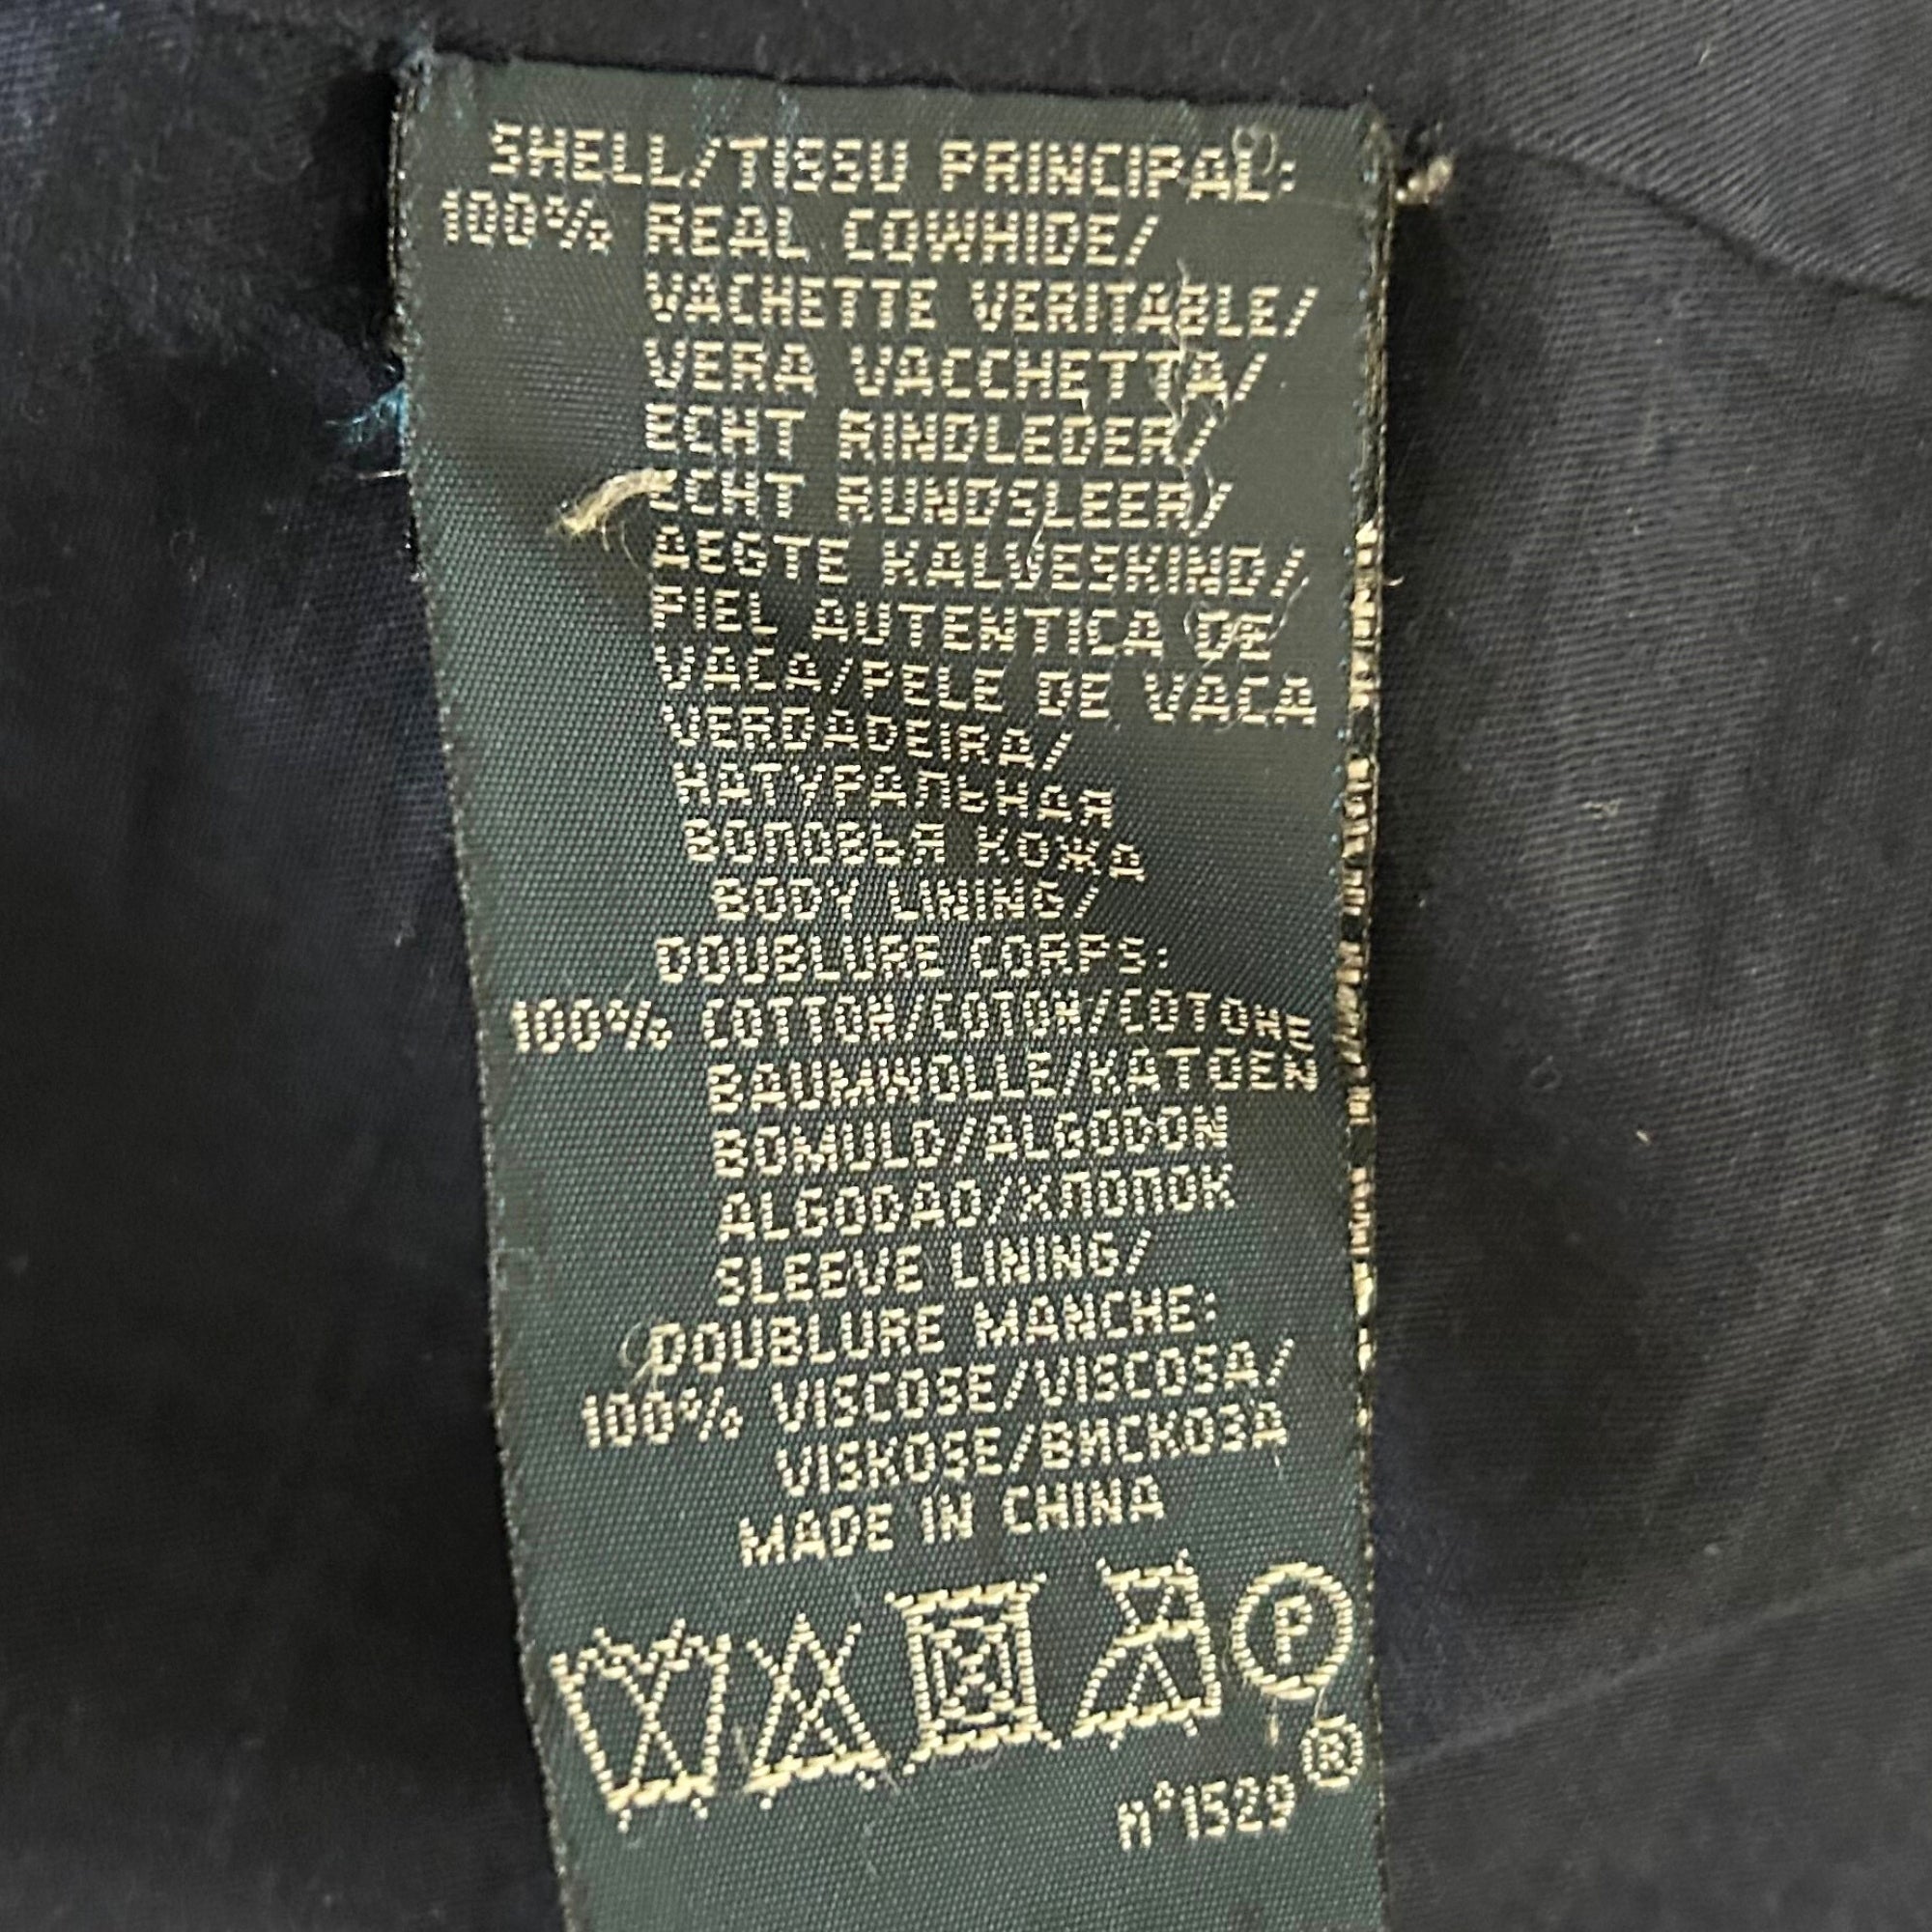 SHELL/TISSU PRINCIPAL:
100% REAL COWHIDE/
VACHETTE VERITABLE/
VERA VACCHETTA/
ECHT RINDLEDER/
ECHT RUNDSLEER/
AEGTE KALVESKIND/
PIEL AUTENTICA DE
VACA/PELE DE VACA
VERDADEIRA/
НАТУРАЛЬНАЯ
ВОЛОВЬЯ КОЖА
BODY LINING/
DOUBLURE CORPS:
100% COTTON/COTON/COTONE
BAUMWOLLE/KATOEN
BOMULD/ALGODON
ALGODAO/ХЛОПОК
SLEEVE LINING/
DOUBLURE MANCHE:
100% VISCOSE/VISCOSA/
VISKOSE/ВИСКОЗА
MADE IN CHINA
P
®
N°1529